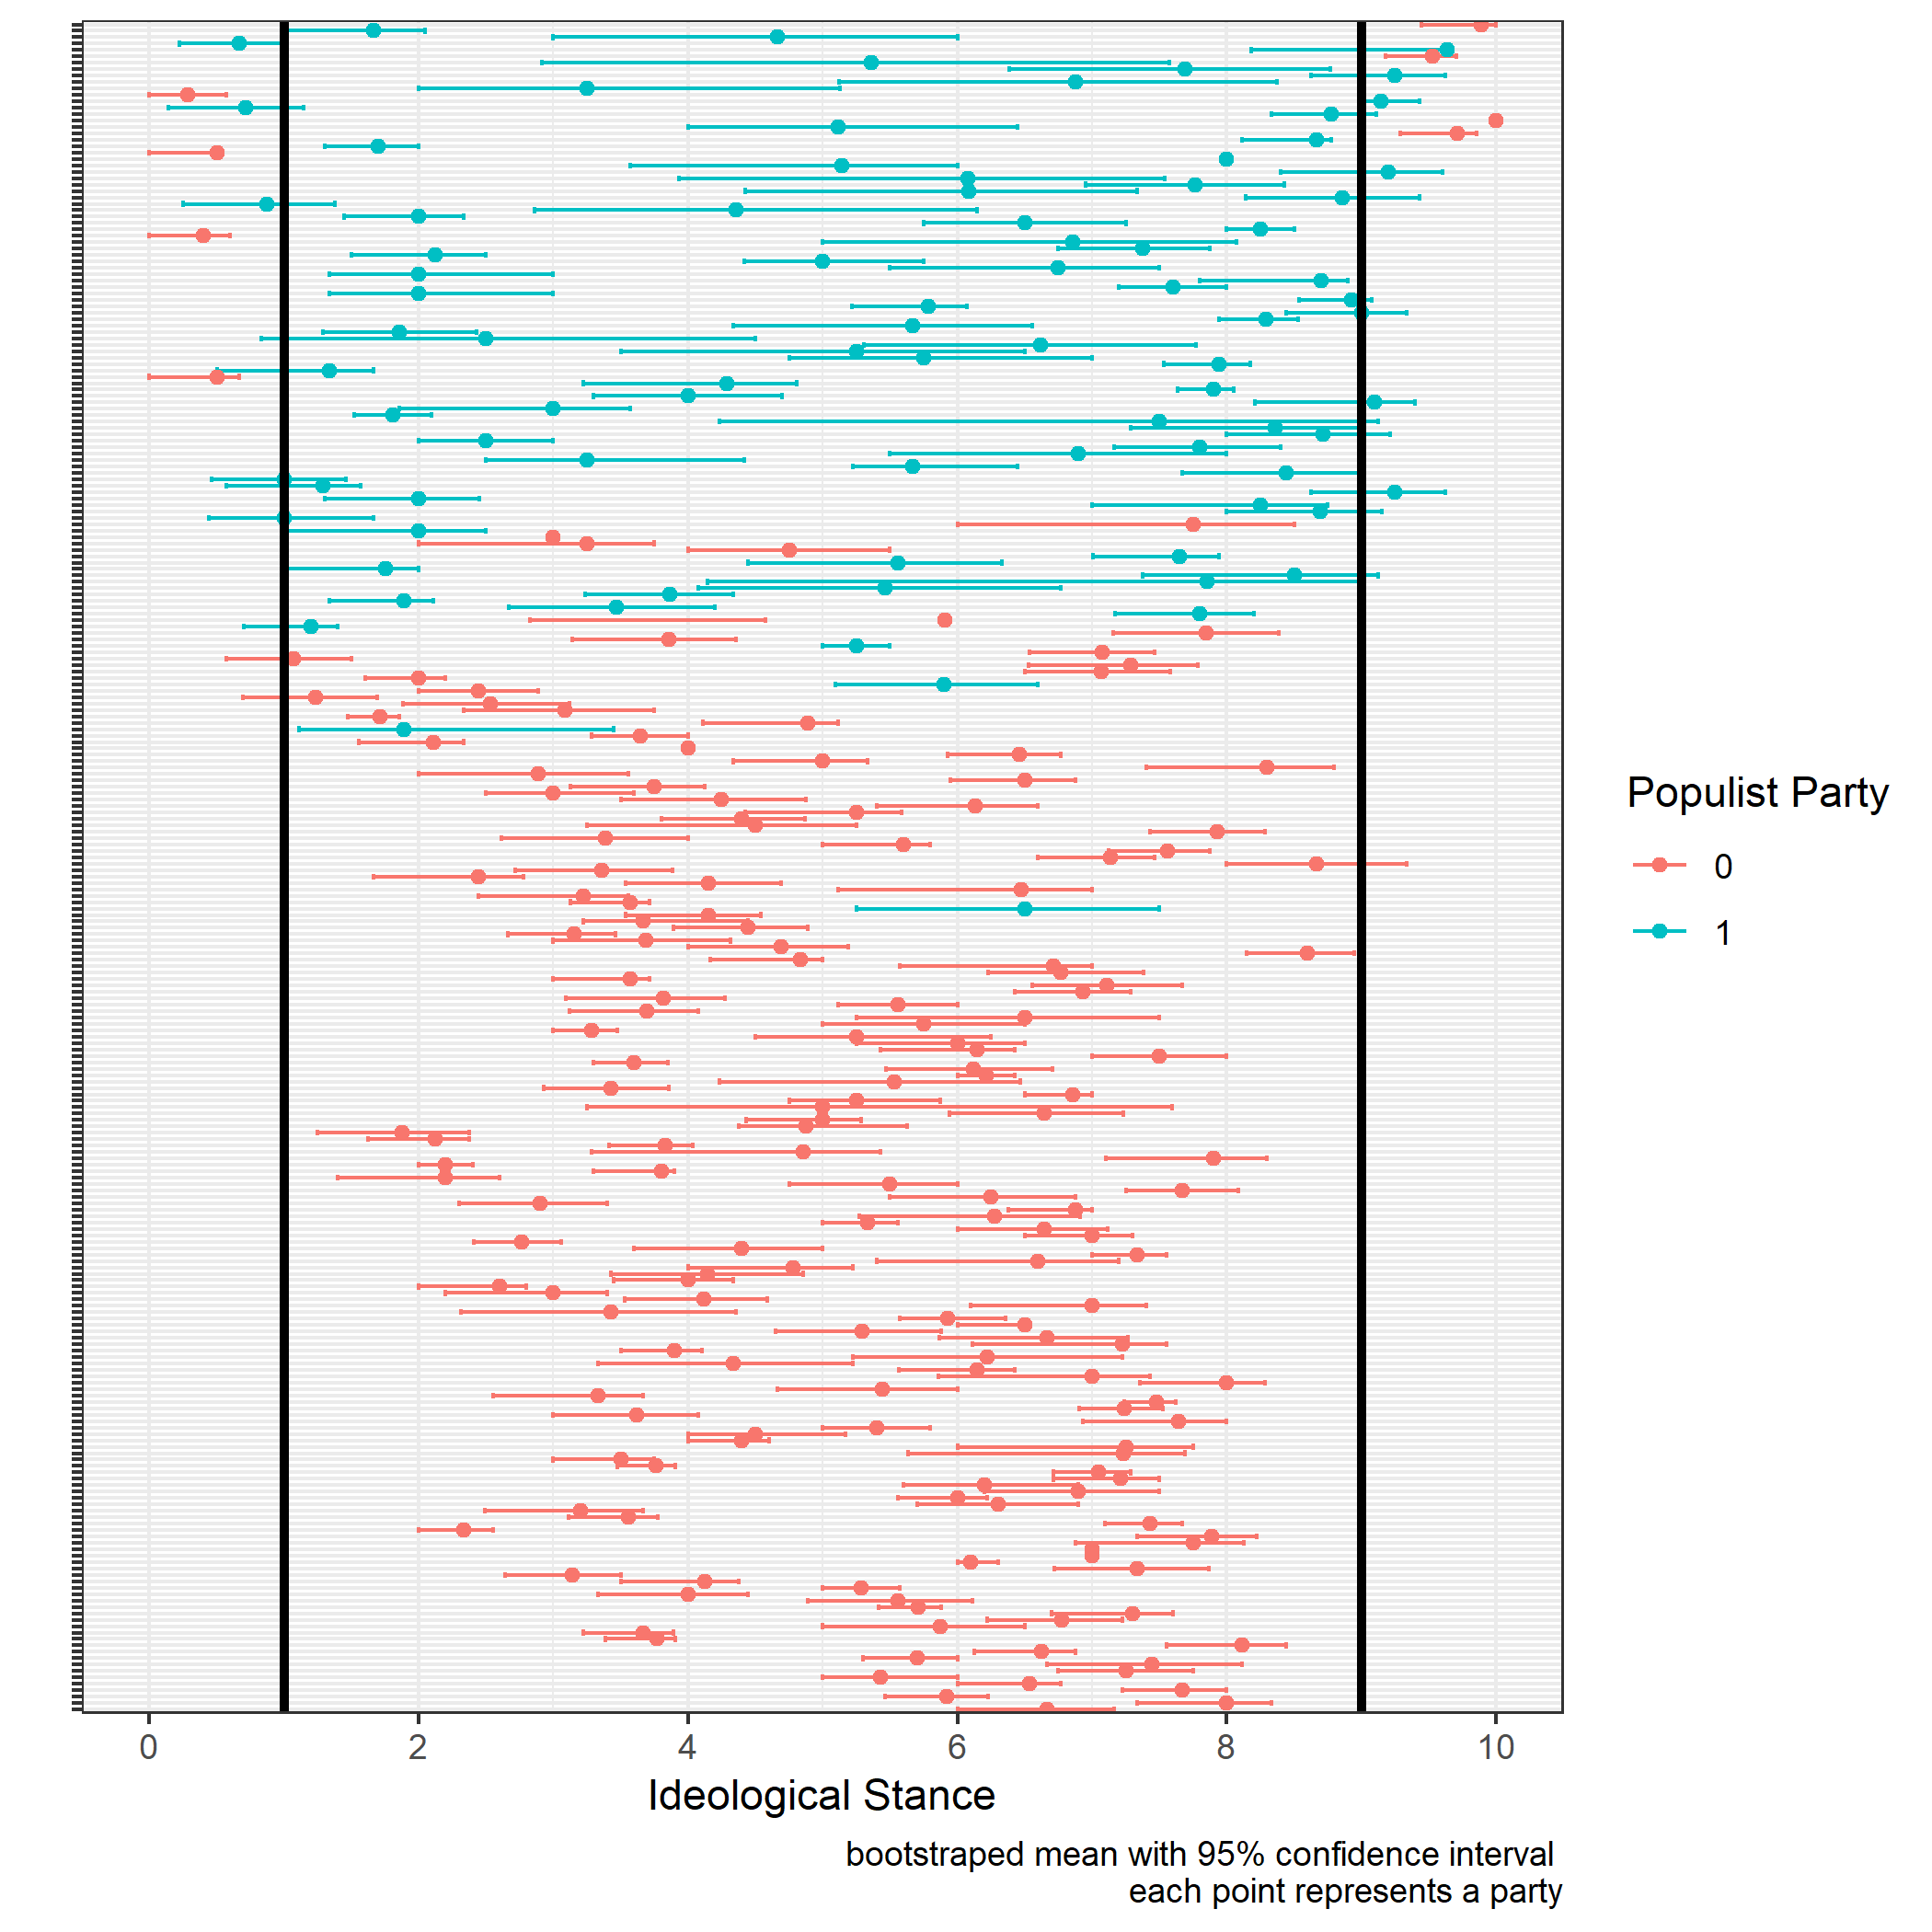 Populist Party
0
1
0 2 4 6 8 10
Ideological Stance
bootstraped mean with 95% confidence interval
each point represents a party